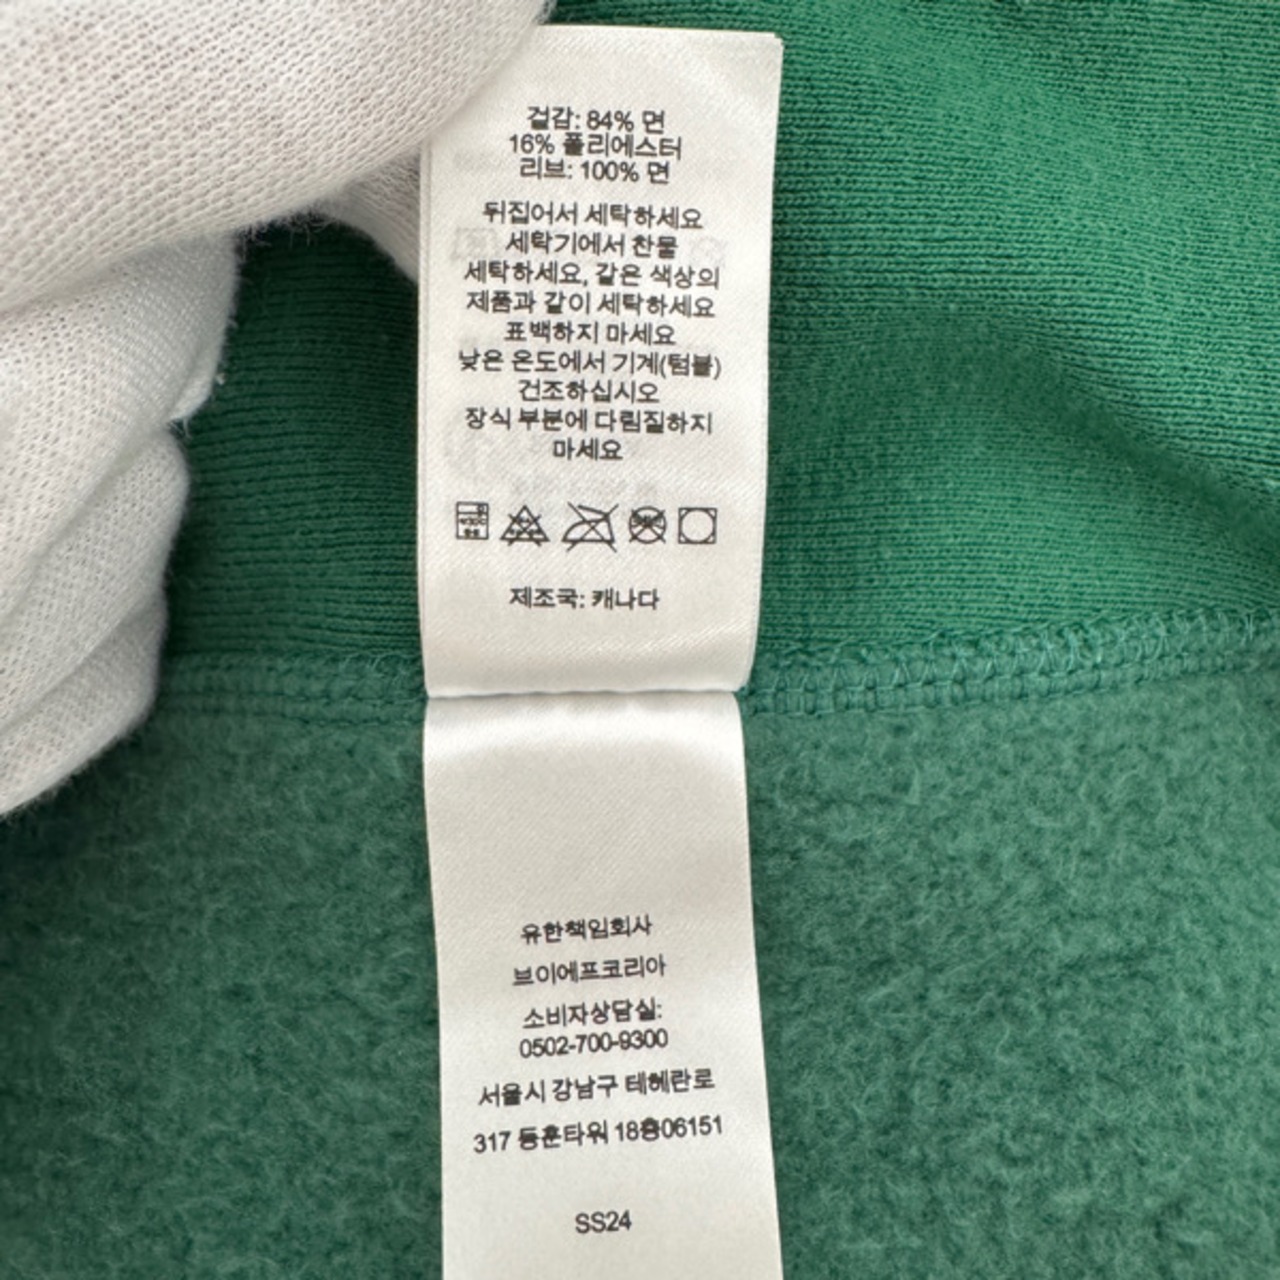 겉감: 84% 면
16% 폴리에스터
리브: 100% 면
뒤집어서 세탁하세요
세탁기에서 찬물
세탁하세요, 같은 색상의
제품과 같이 세탁하세요
표백하지 마세요
낮은 온도에서 기계(텀블)
건조하십시오
장식 부분에 다림질하지
마세요
제조국: 캐나다
유한책임회사
브이에프코리아
소비자상담실:
0502-700-9300
서울시 강남구 테헤란로
317 동훈타워 18층06151
SS24